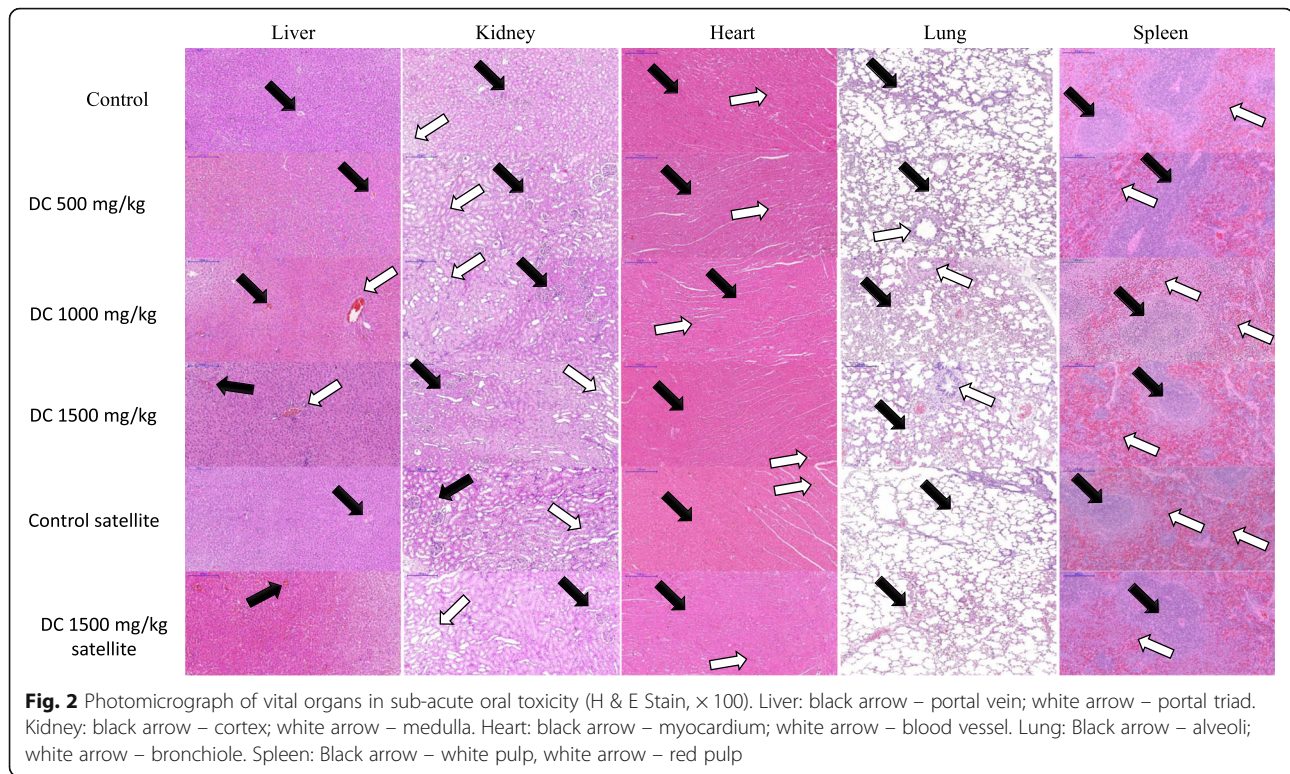 Liver Kidney Heart Lung Spleen
Control
DC 500 mg/kg
DC 1000 mg/kg
DC 1500 mg/kg
Control satellite
DC 1500 mg/kg
satellite
Fig. 2 Photomicrograph of vital organs in sub-acute oral toxicity (H & E Stain, × 100). Liver: black arrow – portal vein; white arrow – portal triad.
Kidney: black arrow – cortex; white arrow – medulla. Heart: black arrow – myocardium; white arrow – blood vessel. Lung: Black arrow – alveoli;
white arrow – bronchiole. Spleen: Black arrow – white pulp, white arrow – red pulp